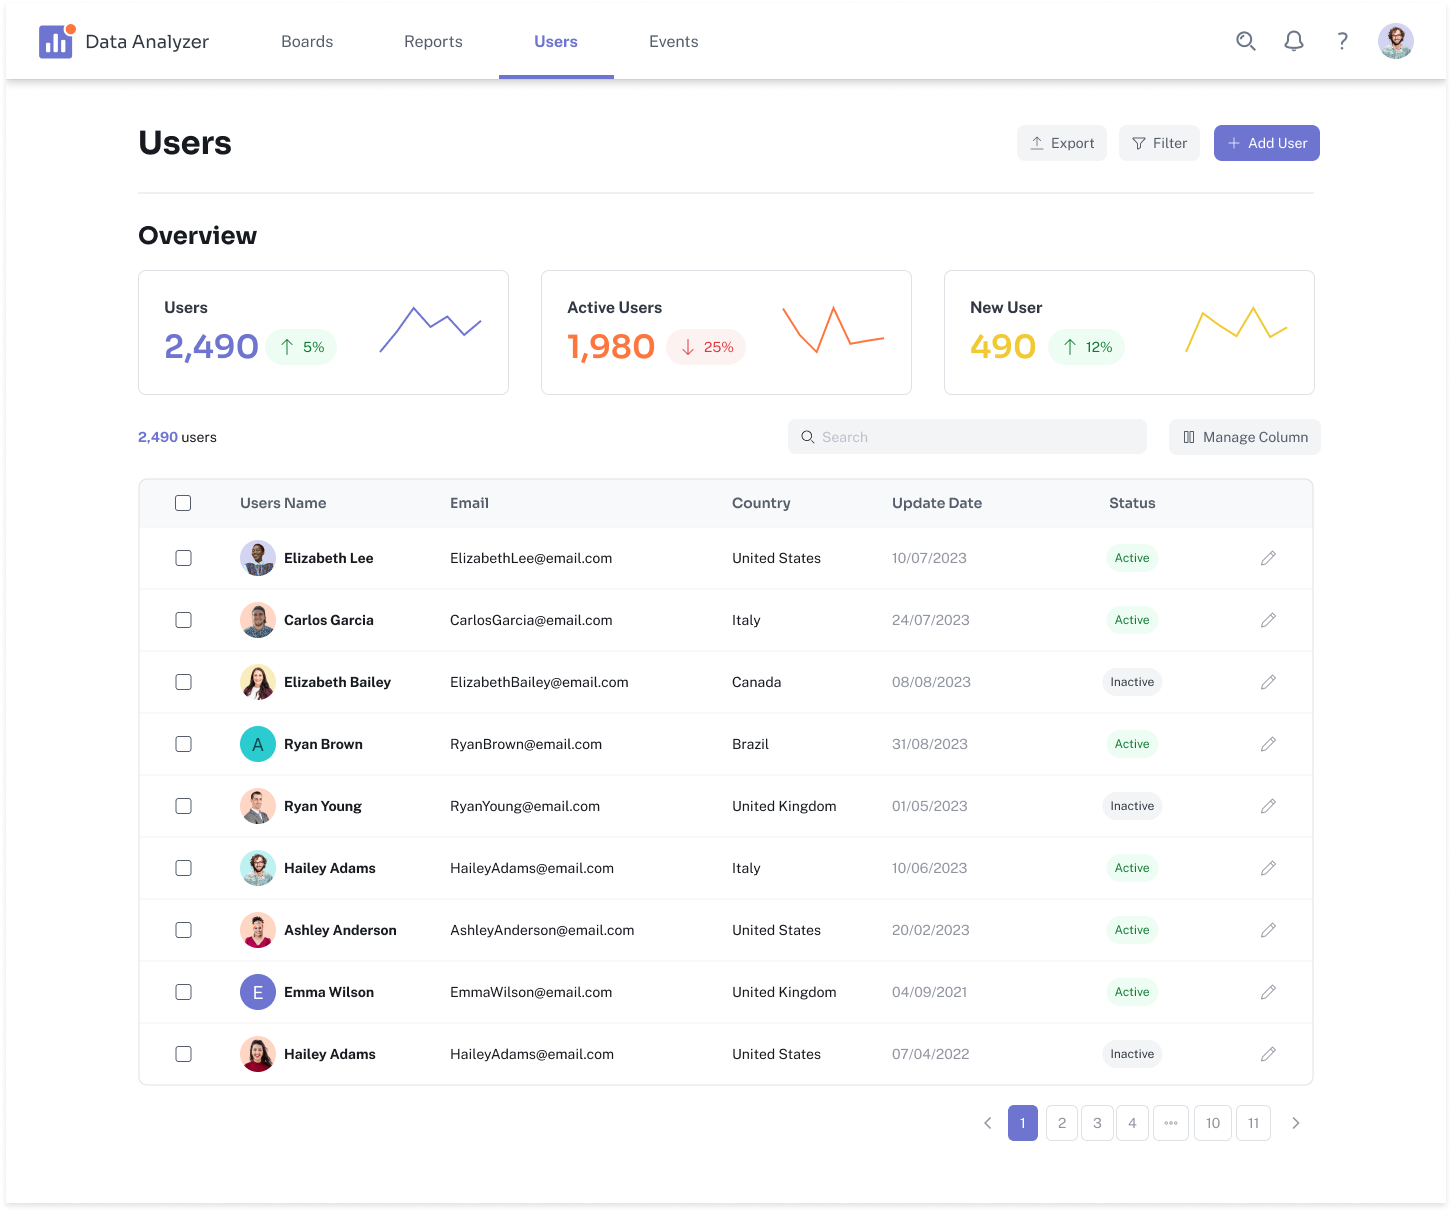 Data Analyzer Boards Reports Users Events ?
Users Export Filter Add User
Overview
Users Active Users New User
2,490 5% 1,980 25% 490 12%
2,490 users Search Manage Column
Users Name Email Country Update Date Status
Elizabeth Lee ElizabethLee@email.com United States 10/07/2023 Active
Carlos Garcia CarlosGarcia@email.com Italy 24/07/2023 Active
Elizabeth Bailey ElizabethBailey@email.com Canada 08/08/2023 Inactive
A Ryan Brown RyanBrown@email.com Brazil 31/08/2023 Active
Ryan Young RyanYoung@email.com United Kingdom 01/05/2023 Inactive
Hailey Adams HaileyAdams@email.com Italy 10/06/2023 Active
Ashley Anderson AshleyAnderson@email.com United States 20/02/2023 Active
E Emma Wilson EmmaWilson@email.com United Kingdom 04/09/2021 Active
Hailey Adams HaileyAdams@email.com United States 07/04/2022 Inactive
1 2 3 4 ••• 10 11